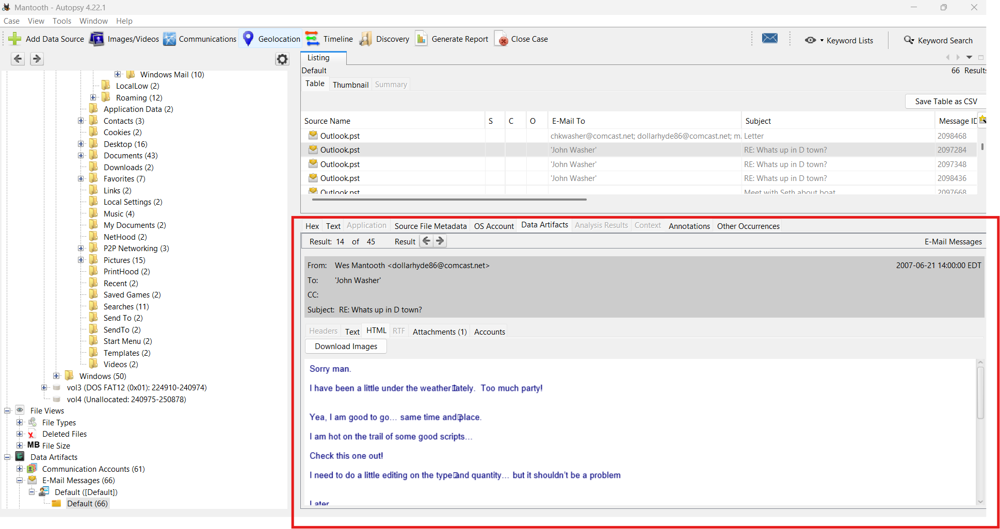 Mantooth - Autopsy 4.22.1
Case View Tools Window Help
Add Data Source Images/Videos Communications Geolocation Timeline Discovery Generate Report Close Case Keyword Lists Keyword Search
Windows Mail (10)
LocalLow (2)
Roaming (12)
Application Data (2)
Contacts (3)
Cookies (2)
Desktop (16)
Documents (43)
Downloads (2)
Favorites (7)
Links (2)
Local Settings (2)
Music (4)
My Documents (2)
NetHood (2)
P2P Networking (3)
Pictures (15)
PrintHood (2)
Recent (2)
Saved Games (2)
Searches (11)
Send To (2)
SendTo (2)
Start Menu (2)
Templates (2)
Videos (2)
Windows (50)
vol3 (DOS FAT12 (0x01): 224910-240974)
vol4 (Unallocated: 240975-250878)
File Views
File Types
Deleted Files
MB File Size
Data Artifacts
Communication Accounts (61)
E-Mail Messages (66)
Default ([Default])
Default (66)
Listing
Default
66 Results
Table Thumbnail Summary
Save Table as CSV
Source Name S C O E-Mail To Subject Message ID
Outlook.pst chkwasher@comcast.net; dollarhyde86@comcast.net; m... Letter 2098468
Outlook.pst 'John Washer' RE: Whats up in D town? 2097284
Outlook.pst 'John Washer' RE: Whats up in D town? 2097348
Outlook.pst 'John Washer' RE: Whats up in D town? 2098436
Outlook.pst Meet with Seth about boat 2097668
Hex Text Application Source File Metadata OS Account Data Artifacts Analysis Results Context Annotations Other Occurrences
Result: 14 of 45 Result E-Mail Messages
From: Wes Mantooth <dollarhyde86@comcast.net> 2007-06-21 14:00:00 EDT
To: 'John Washer'
CC:
Subject: RE: Whats up in D town?
Headers Text HTML RTF Attachments (1) Accounts
Download Images
Sorry man.
I have been a little under the weather lately. Too much party!
Yea, I am good to go... same time and place.
I am hot on the trail of some good scripts...
Check this one out!
I need to do a little editing on the type and quantity... but it shouldn't be a problem
Later